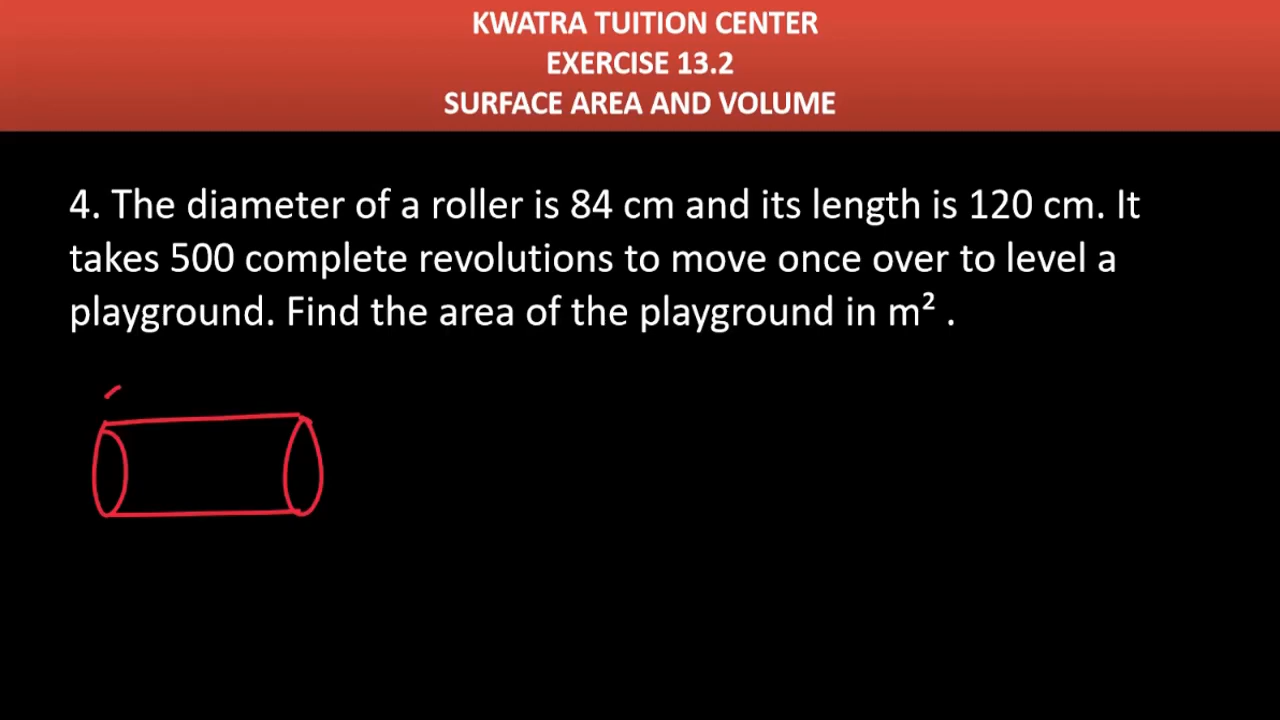 KWATRA TUITION CENTER
EXERCISE 13.2
SURFACE AREA AND VOLUME
4. The diameter of a roller is 84 cm and its length is 120 cm. It
takes 500 complete revolutions to move once over to level a
playground. Find the area of the playground in m² .